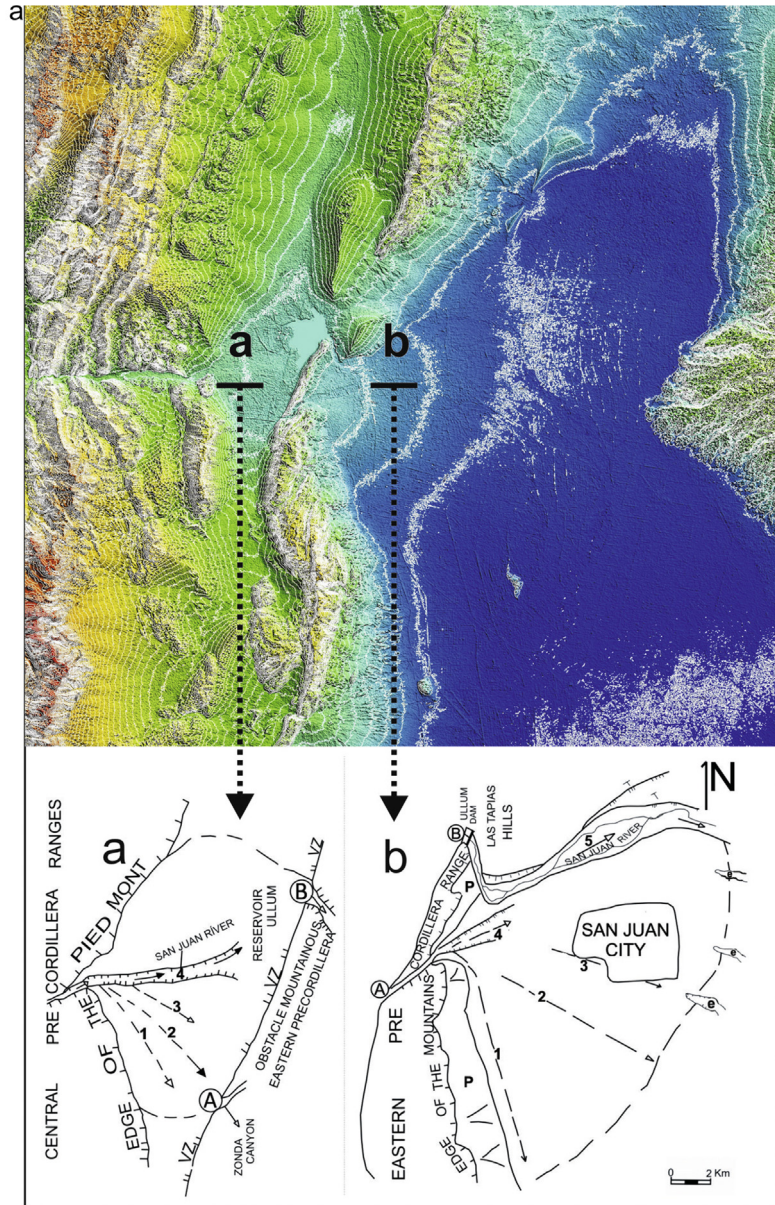 a
a
b
a
CENTRAL PRE CORDILLERA RANGES
PIED MONT
EDGE OF THE
SAN JUAN RÍVER
4
3
2
1
RESERVOIR
ULLUM
VZ
B
VZ
OBSTACLE MOUNTAINOUS
EASTERN PRECORDILLERA
A
VZ
ZONDA
CANYON
b
B
ULLUM
DAM
LAS TAPIAS
HILLS
N
T
T
5
SAN JUAN RIVER
P
EASTERN PRE CORDILLERA RANGE
A
4
SAN JUAN
CITY
3
2
1
e
e
e
EDGE OF THE MOUNTAINS
P
0 2 Km